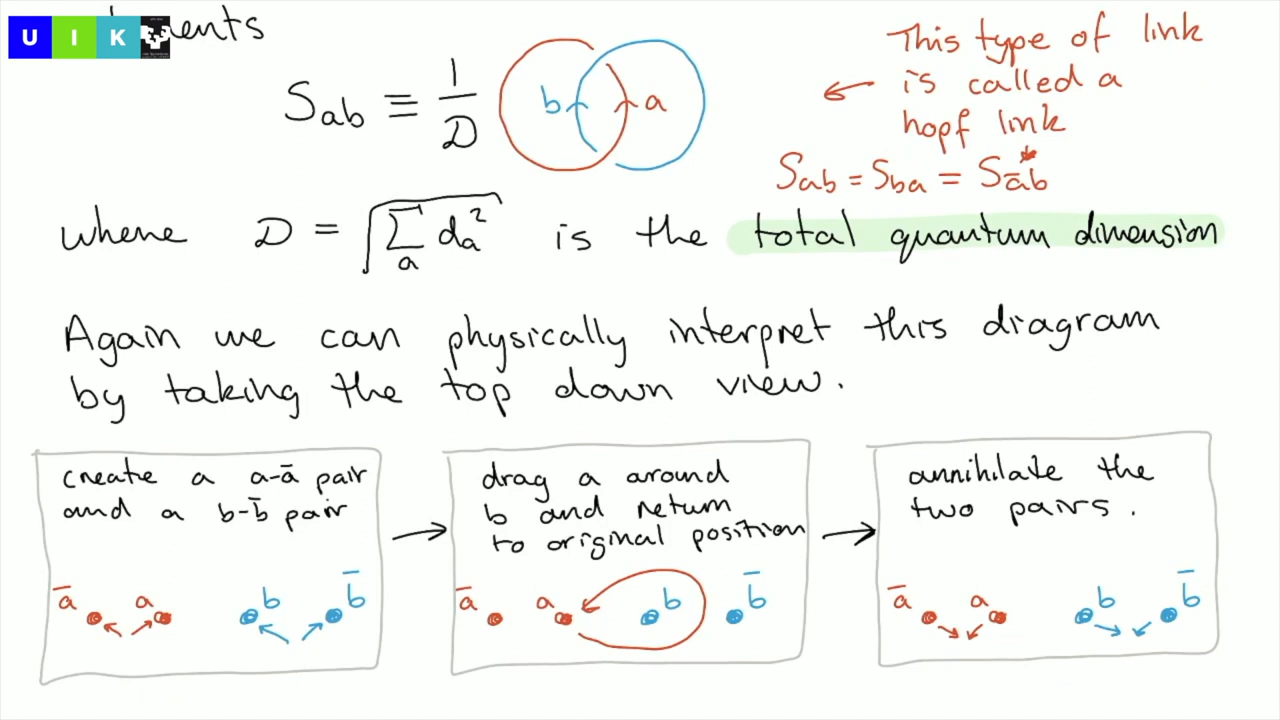 UIK
S_ab ≡ 1/D b a
This type of link
← is called a
hopf link
S_ab = S_ba = S_āb*
where D = √(∑_a d_a²) is the total quantum dimension
Again we can physically interpret this diagram
by taking the top down view.
create a a-ā pair
and a b-b̄ pair
ā a b b̄
→
drag a around
b and return
to original position
ā a b b̄
→
annihilate the
two pairs.
ā a b b̄